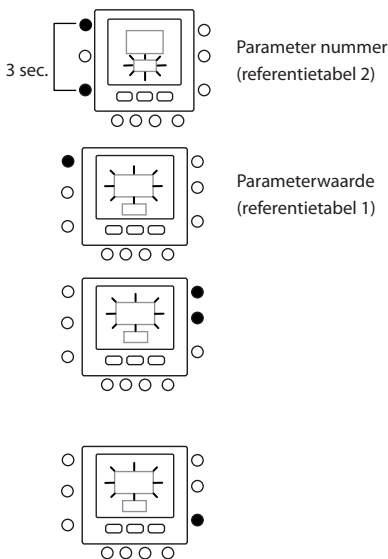 3 sec.
Parameter nummer
(referentietabel 2)
Parameterwaarde
(referentietabel 1)